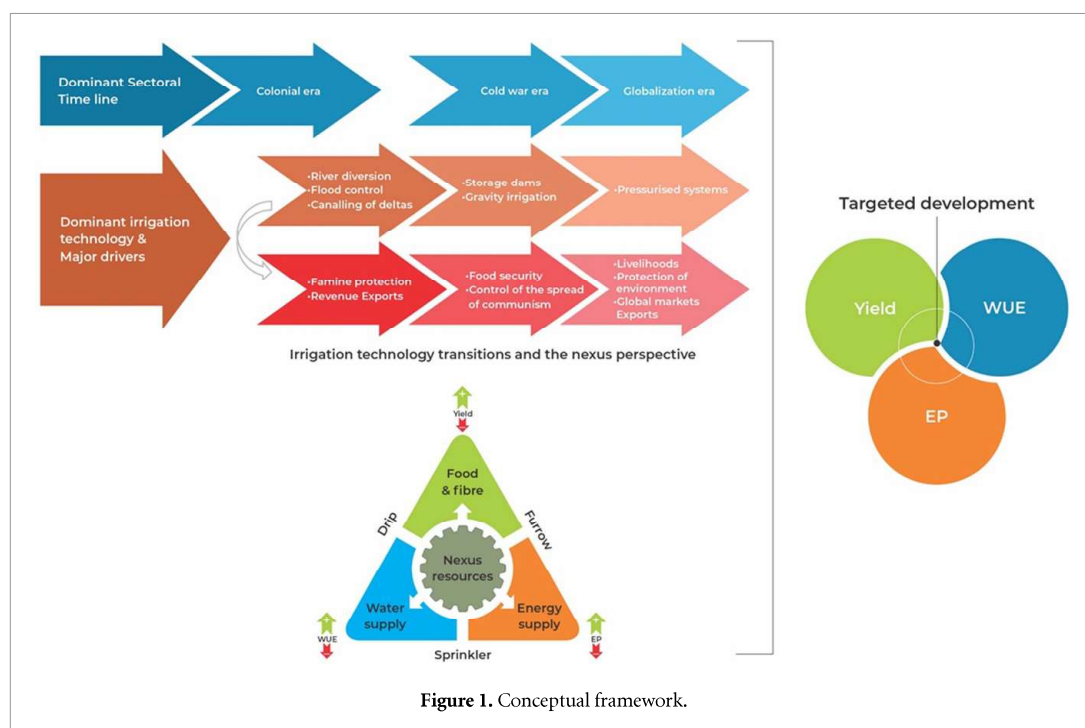 Dominant Sectoral
Time line
Colonial era
Cold war era
Globalization era
Dominant irrigation
technology &
Major drivers
•River diversion
•Flood control
•Canalling of deltas
•Storage dams
•Gravity irrigation
•Pressurised systems
•Famine protection
•Revenue Exports
•Food security
•Control of the spread
of communism
•Livelihoods
•Protection of
environment
•Global markets
Exports
Irrigation technology transitions and the nexus perspective
+
Yield
-
Food
& fibre
Drip
Furrow
Nexus
resources
Water
supply
Energy
supply
+
WUE
-
+
EP
-
Sprinkler
Targeted development
Yield
WUE
EP
Figure 1. Conceptual framework.